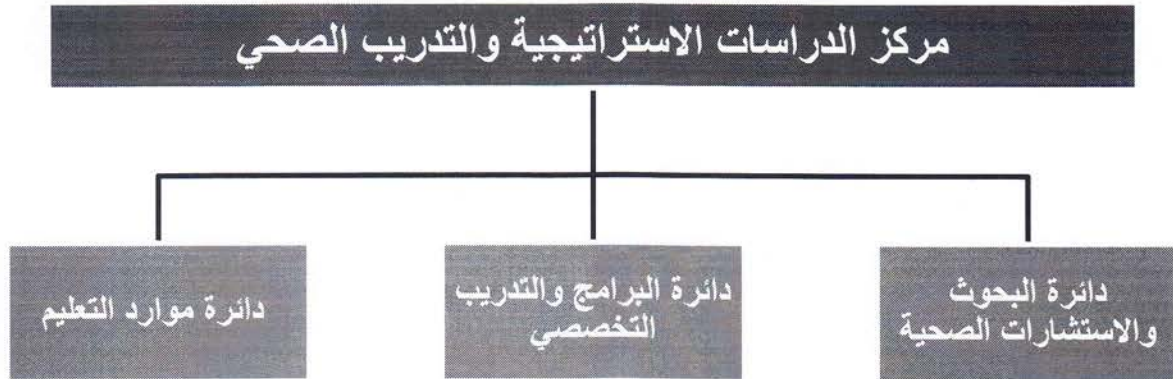 مركز الدراسات الاستراتيجية والتدريب الصحي
دائرة البحوث
والاستشارات الصحية
دائرة البرامج والتدريب
التخصصي
دائرة موارد التعليم